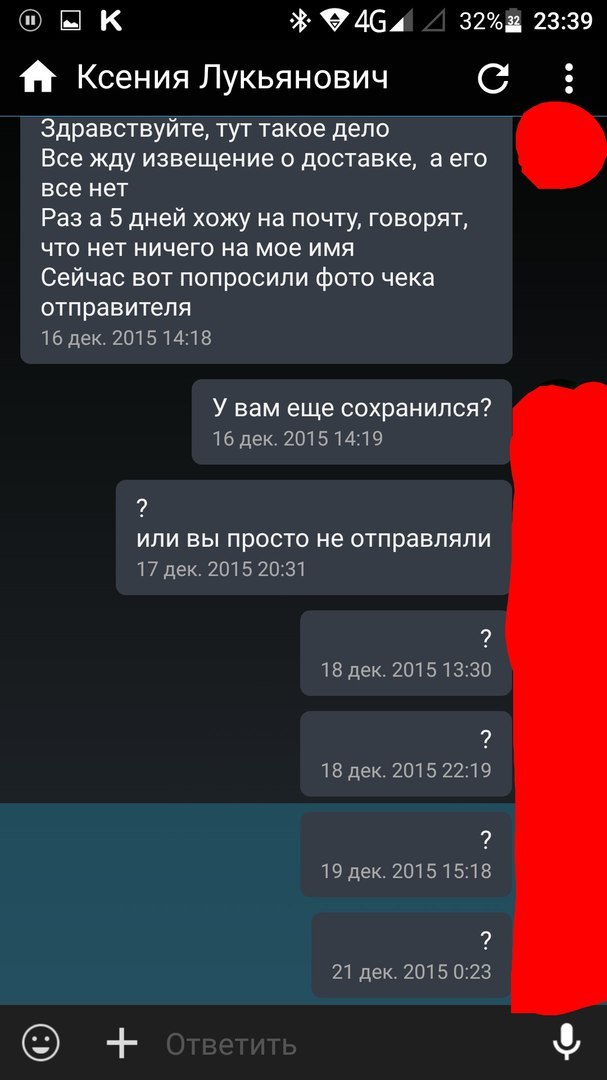 4G 32% 32 23:39
Ксения Лукьянович
Здравствуйте, тут такое дело
Все жду извещение о доставке, а его
все нет
Раз а 5 дней хожу на почту, говорят,
что нет ничего на мое имя
Сейчас вот попросили фото чека
отправителя
16 дек. 2015 14:18
У вам еще сохранился?
16 дек. 2015 14:19
?
или вы просто не отправляли
17 дек. 2015 20:31
?
18 дек. 2015 13:30
?
18 дек. 2015 22:19
?
19 дек. 2015 15:18
?
21 дек. 2015 0:23
Ответить